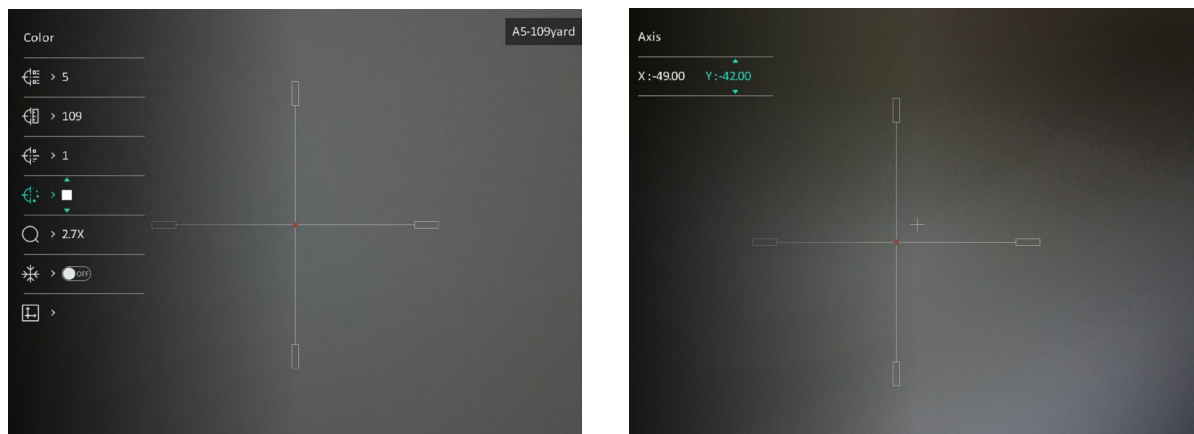 Color
A5-109yard
> 5
> 109
> 1
>
> 2.7X
> OFF
>
Axis
X :-49.00 Y :-42.00